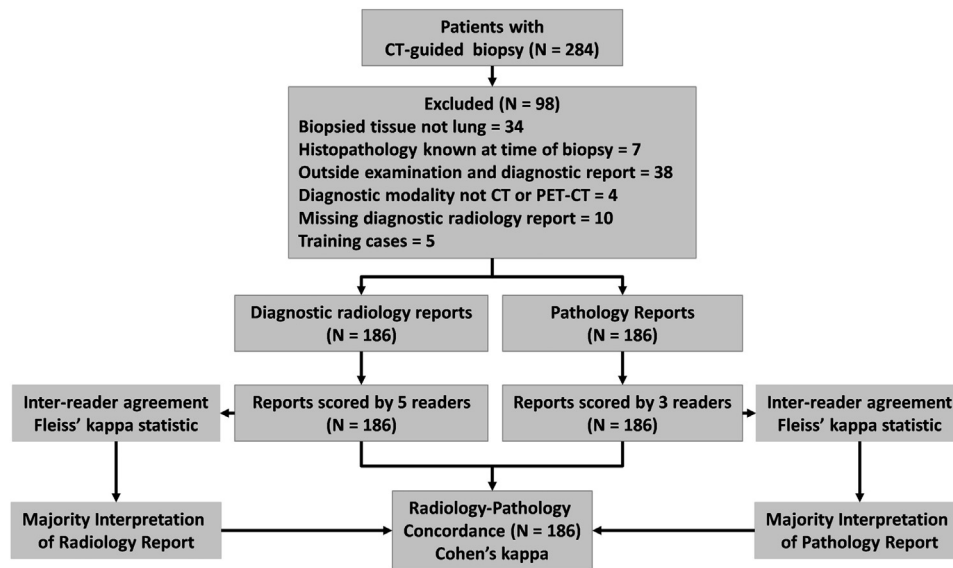 Patients with
CT-guided biopsy (N = 284)
Excluded (N = 98)
Biopsied tissue not lung = 34
Histopathology known at time of biopsy = 7
Outside examination and diagnostic report = 38
Diagnostic modality not CT or PET-CT = 4
Missing diagnostic radiology report = 10
Training cases = 5
Diagnostic radiology reports
(N = 186)
Pathology Reports
(N = 186)
Inter-reader agreement
Fleiss’ kappa statistic
Reports scored by 5 readers
(N = 186)
Reports scored by 3 readers
(N = 186)
Inter-reader agreement
Fleiss’ kappa statistic
Majority Interpretation
of Radiology Report
Radiology-Pathology
Concordance (N = 186)
Cohen’s kappa
Majority Interpretation
of Pathology Report